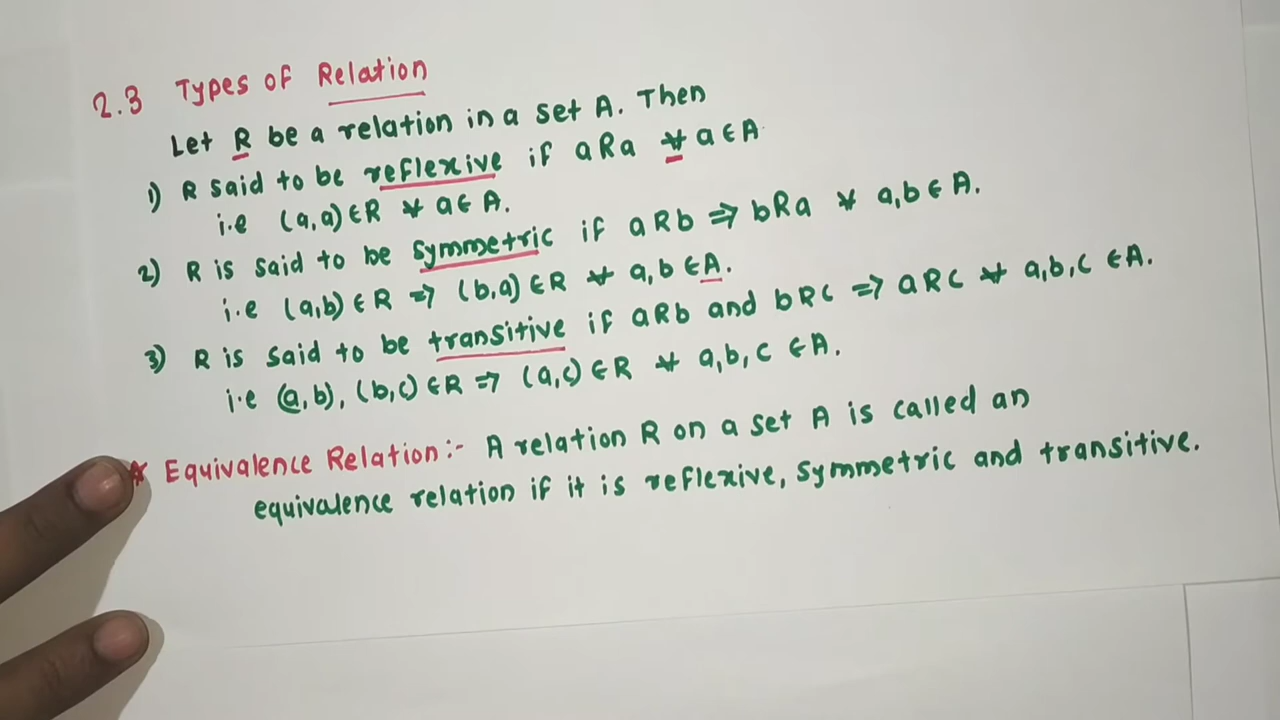 2.3 Types of Relation
Let R be a relation in a set A. Then
1) R said to be reflexive if aRa ∀ a∈A
i.e (a,a)∈R ∀ a∈A.
2) R is said to be symmetric if aRb ⇒ bRa ∀ a,b∈A.
i.e (a,b)∈R ⇒ (b,a)∈R ∀ a,b∈A.
3) R is said to be transitive if aRb and bRc ⇒ aRc ∀ a,b,c ∈A.
i.e (a,b), (b,c)∈R ⇒ (a,c)∈R ∀ a,b,c ∈A.
* Equivalence Relation:- A relation R on a set A is called an
equivalence relation if it is reflexive, symmetric and transitive.